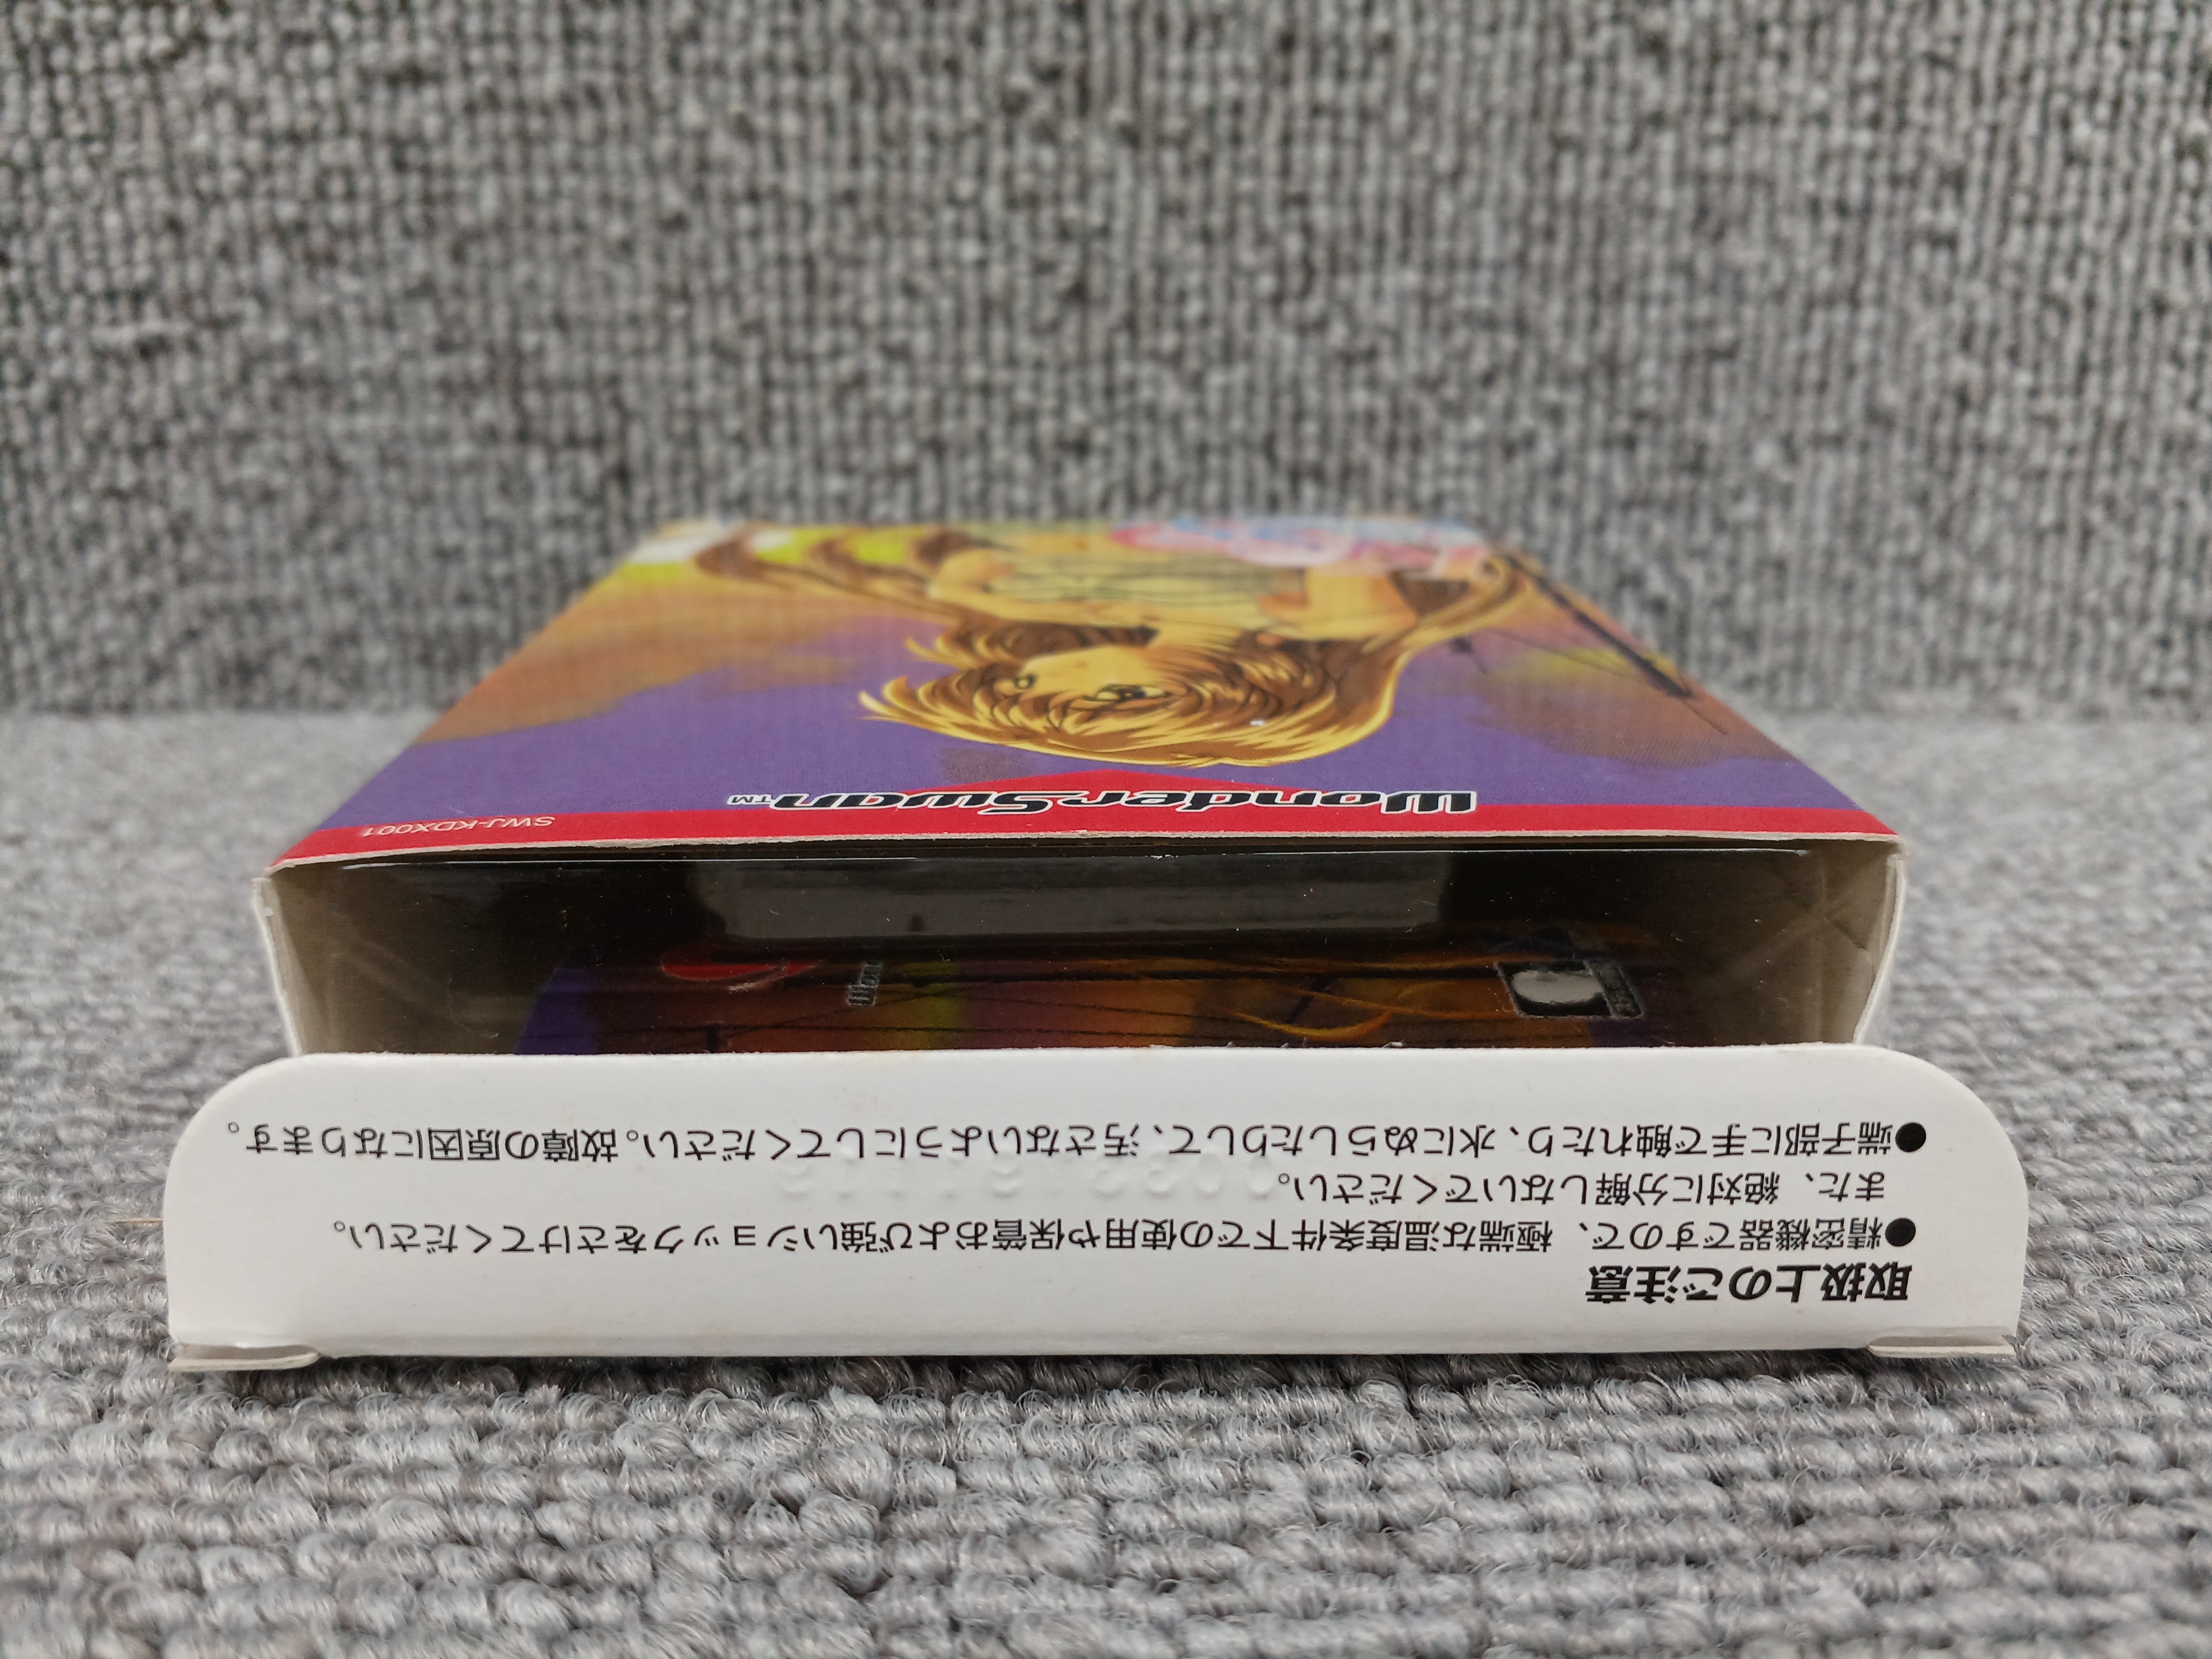 WonderSwan™
SWJ-KDX001
取扱上のご注意
●精密機器ですので、極端な温度条件下での使用や保管および強いショックをさけてください。
また、絶対に分解しないでください。
●端子部に手で触れたり、水にぬらしたりして、汚さないようにしてください。故障の原因になります。